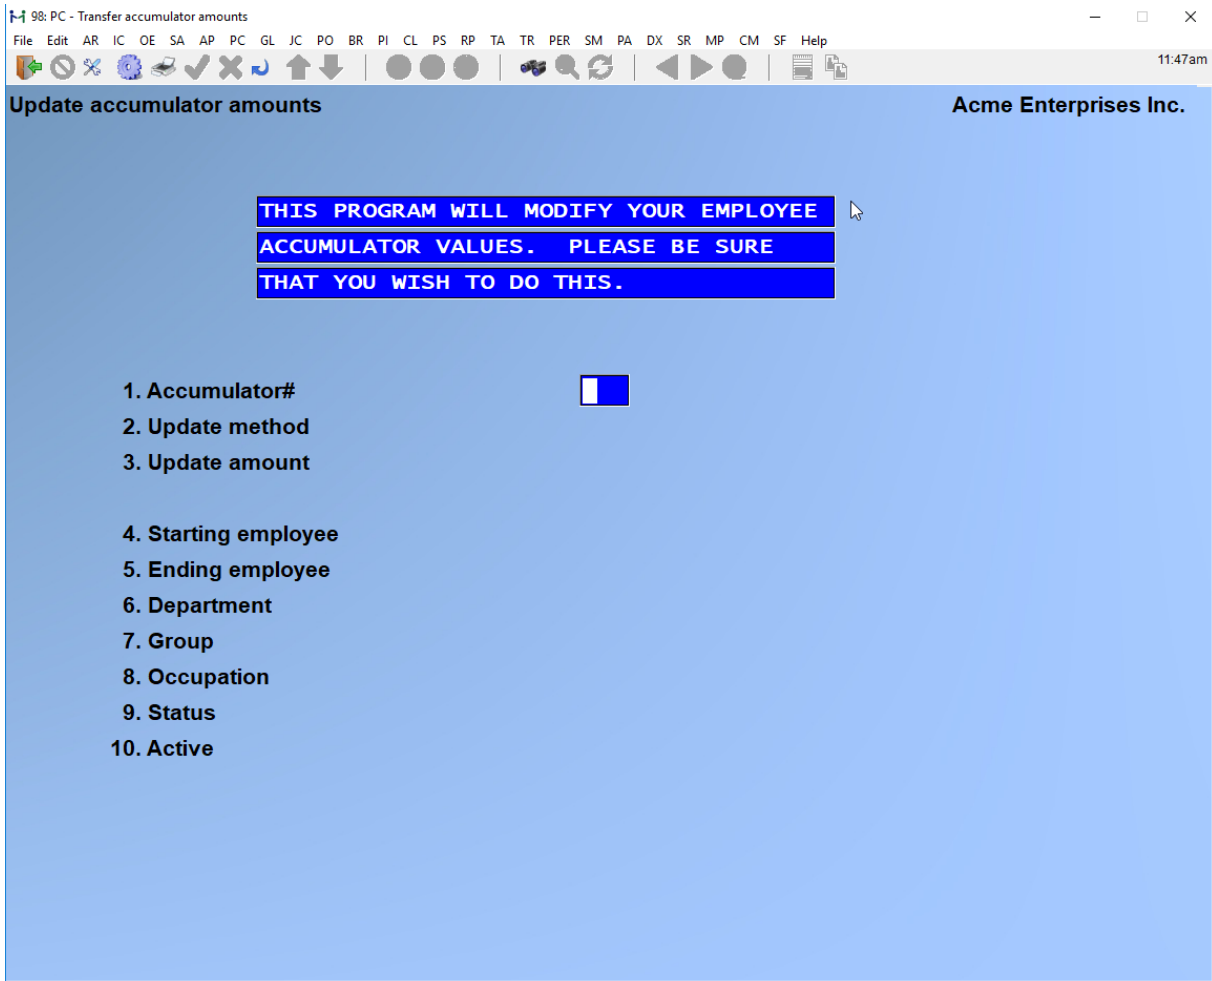 98: PC - Transfer accumulator amounts
File Edit AR IC OE SA AP PC GL JC PO BR PI CL PS RP TA TR PER SM PA DX SR MP CM SF Help
11:47am
Update accumulator amounts
Acme Enterprises Inc.
THIS PROGRAM WILL MODIFY YOUR EMPLOYEE
ACCUMULATOR VALUES. PLEASE BE SURE
THAT YOU WISH TO DO THIS.
1. Accumulator#
2. Update method
3. Update amount
4. Starting employee
5. Ending employee
6. Department
7. Group
8. Occupation
9. Status
10. Active